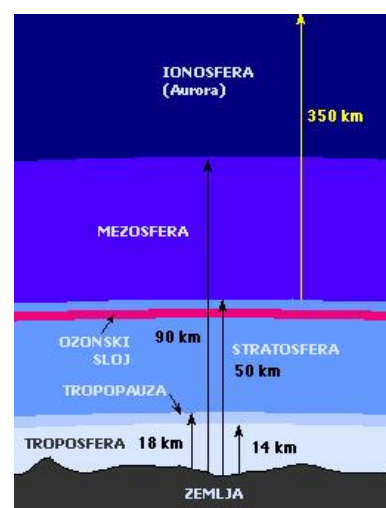 IONOSFERA
(Aurora)
350 km
MEZOSFERA
OZONSKI
SLOJ
90 km
STRATOSFERA
50 km
TROPOPAUZA
TROPOSFERA
18 km
14 km
ZEMLJA